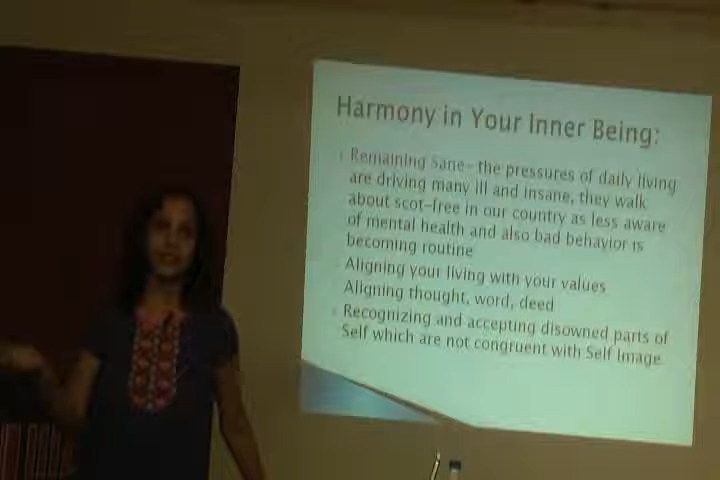 Harmony in Your Inner Being:
Remaining Sane- the pressures of daily living
are driving many ill and insane, they walk
about scot-free in our country as less aware
of mental health and also bad behavior is
becoming routine
Aligning your living with your values
Aligning thought, word, deed
Recognizing and accepting disowned parts of
Self which are not congruent with Self Image